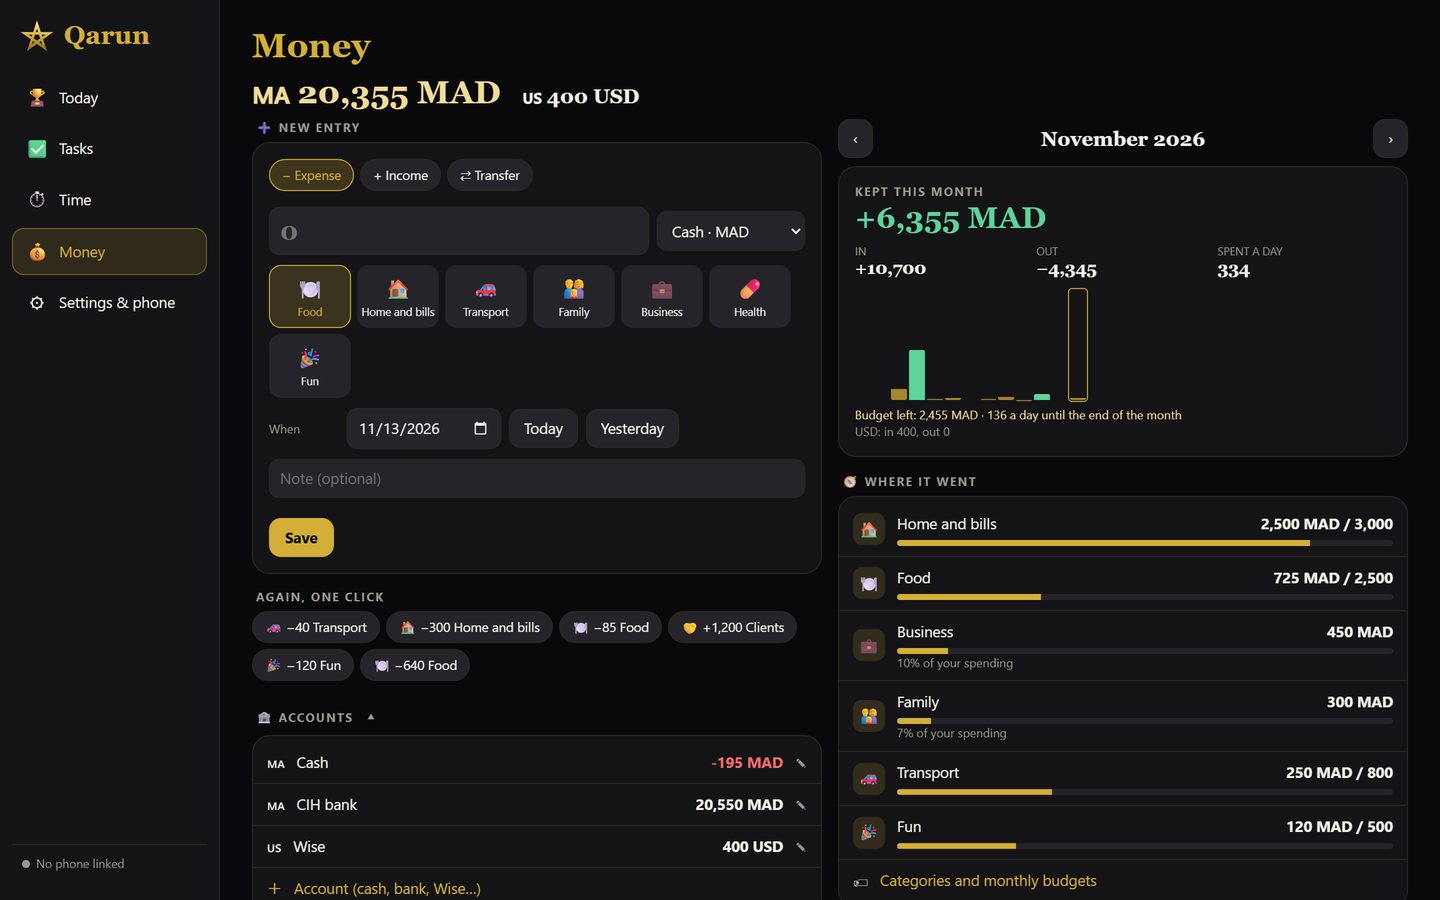 Qarun
Today
Tasks
Time
Money
Settings & phone
No phone linked
Money
MA 20,355 MAD US 400 USD
NEW ENTRY
− Expense + Income ⇄ Transfer
0 Cash · MAD
Food Home and bills Transport Family Business Health
Fun
When 11/13/2026 Today Yesterday
Note (optional)
Save
AGAIN, ONE CLICK
−40 Transport −300 Home and bills −85 Food +1,200 Clients
−120 Fun −640 Food
ACCOUNTS ▲
MA Cash -195 MAD
MA CIH bank 20,550 MAD
US Wise 400 USD
+ Account (cash, bank, Wise...)
‹ November 2026 ›
KEPT THIS MONTH
+6,355 MAD
IN OUT SPENT A DAY
+10,700 −4,345 334
Budget left: 2,455 MAD · 136 a day until the end of the month
USD: in 400, out 0
WHERE IT WENT
Home and bills 2,500 MAD / 3,000
Food 725 MAD / 2,500
Business 450 MAD
10% of your spending
Family 300 MAD
7% of your spending
Transport 250 MAD / 800
Fun 120 MAD / 500
Categories and monthly budgets